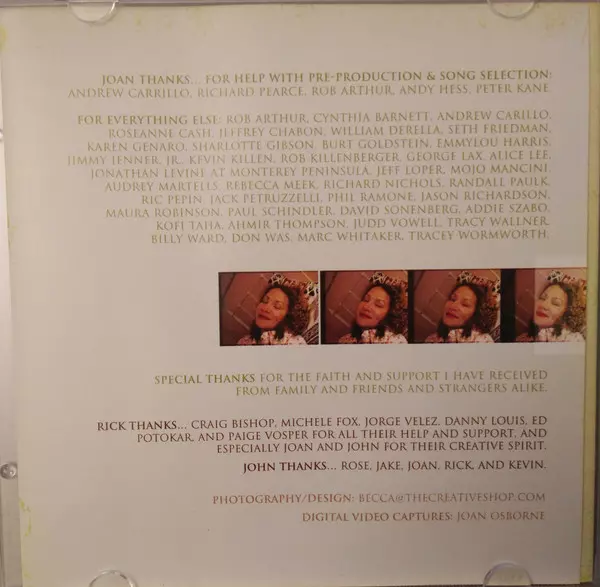 JOAN THANKS... FOR HELP WITH PRE-PRODUCTION & SONG SELECTION:
ANDREW CARRILLO, RICHARD PEARCE, ROB ARTHUR, ANDY HESS, PETER KANE
FOR EVERYTHING ELSE: ROB ARTHUR, CYNTHIA BARNETT, ANDREW CARILLO,
ROSEANNE CASH, JEFFREY CHABON, WILLIAM DERELLA, SETH FRIEDMAN,
KAREN GENARO, SHARLOTTE GIBSON, BURT GOLDSTEIN, EMMYLOU HARRIS,
JIMMY IENNER, JR., KEVIN KILLEN, ROB KILLENBERGER, GEORGE LAX, ALICE LEE,
JONATHAN LEVINE AT MONTEREY PENINSULA, JEFF LOPER, MOJO MANCINI,
AUDREY MARTELLS, REBECCA MEEK, RICHARD NICHOLS, RANDALL PAULK,
RIC PEPIN, JACK PETRUZZELLI, PHIL RAMONE, JASON RICHARDSON,
MAURA ROBINSON, PAUL SCHINDLER, DAVID SONENBERG, ADDIE SZABO,
KOFI TAHA, AHMIR THOMPSON, JUDD VOWELL, TRACY WALLNER,
BILLY WARD, DON WAS, MARC WHITAKER, TRACEY WORMWORTH,
SPECIAL THANKS FOR THE FAITH AND SUPPORT I HAVE RECEIVED
FROM FAMILY AND FRIENDS AND STRANGERS ALIKE.
RICK THANKS... CRAIG BISHOP, MICHELE FOX, JORGE VELEZ, DANNY LOUIS, ED
POTOKAR, AND PAIGE VOSPER FOR ALL THEIR HELP AND SUPPORT, AND
ESPECIALLY JOAN AND JOHN FOR THEIR CREATIVE SPIRIT.
JOHN THANKS... ROSE, JAKE, JOAN, RICK, AND KEVIN.
PHOTOGRAPHY/DESIGN: BECCA@THECREATIVESHOP.COM
DIGITAL VIDEO CAPTURES: JOAN OSBORNE